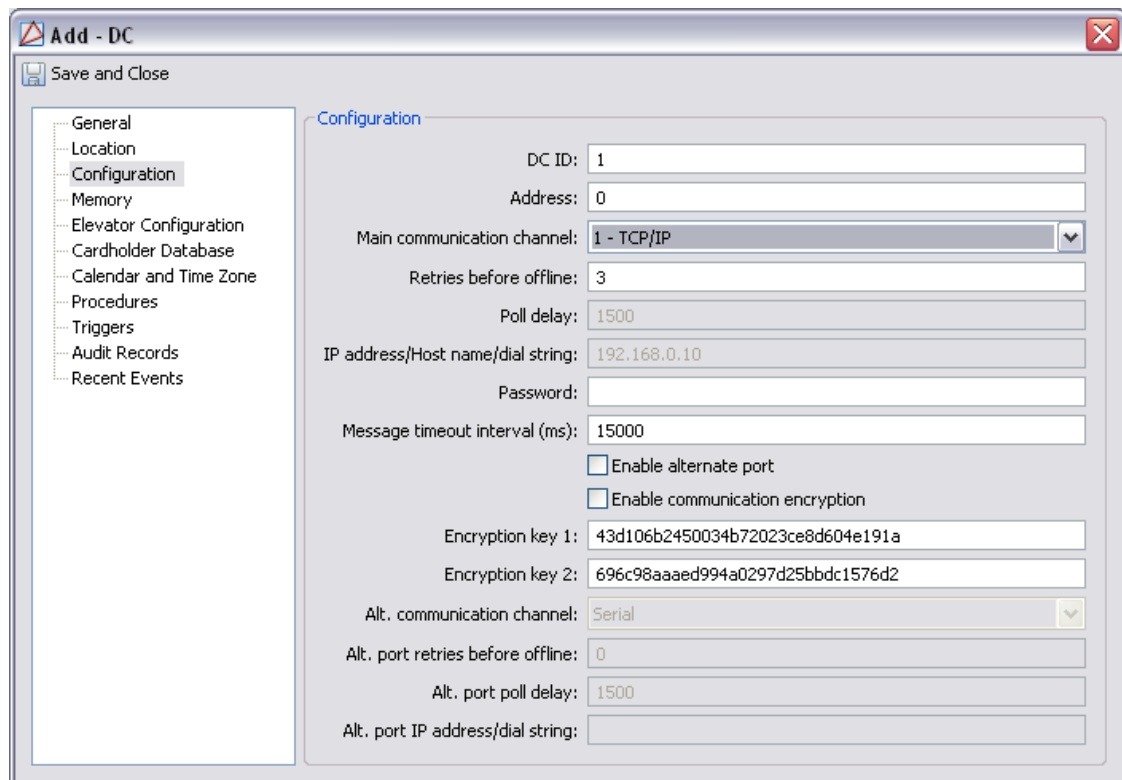 Add - DC
Save and Close
General
Location
Configuration
Memory
Elevator Configuration
Cardholder Database
Calendar and Time Zone
Procedures
Triggers
Audit Records
Recent Events
Configuration
DC ID: 1
Address: 0
Main communication channel: 1 - TCP/IP
Retries before offline: 3
Poll delay: 1500
IP address/Host name/dial string: 192.168.0.10
Password:
Message timeout interval (ms): 15000
Enable alternate port
Enable communication encryption
Encryption key 1: 43d106b2450034b72023ce8d604e191a
Encryption key 2: 696c98aaaed994a0297d25bbdc1576d2
Alt. communication channel: Serial
Alt. port retries before offline: 0
Alt. port poll delay: 1500
Alt. port IP address/dial string: